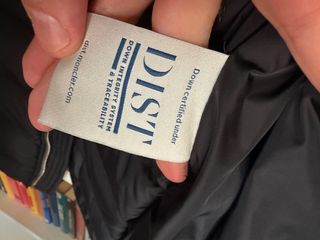 Down certified under
DIST
DOWN INTEGRITY SYSTEM
& TRACEABILITY
dist.moncler.com